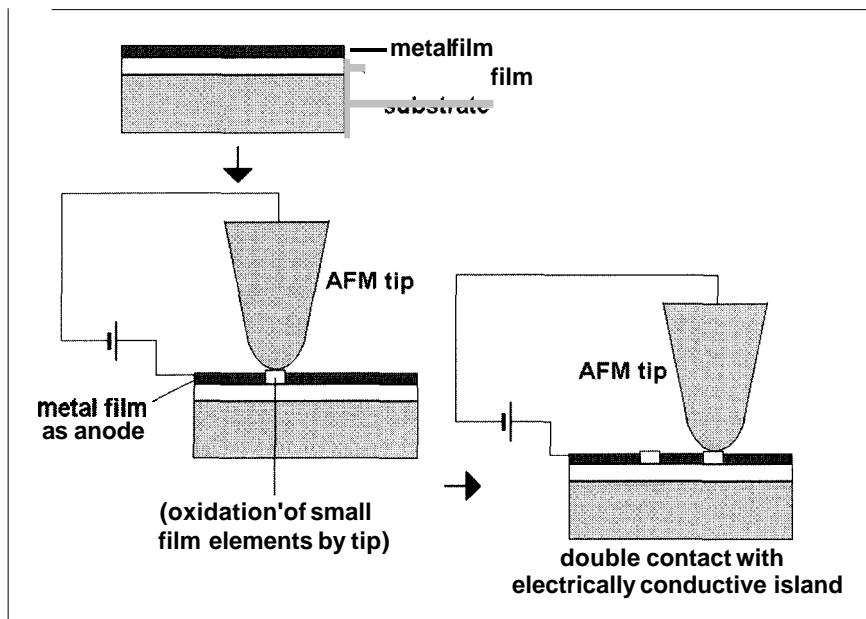 metalfilm
film
substrate
AFM tip
metal film
as anode
(oxidation'of small
film elements by tip)
AFM tip
double contact with
electrically conductive island